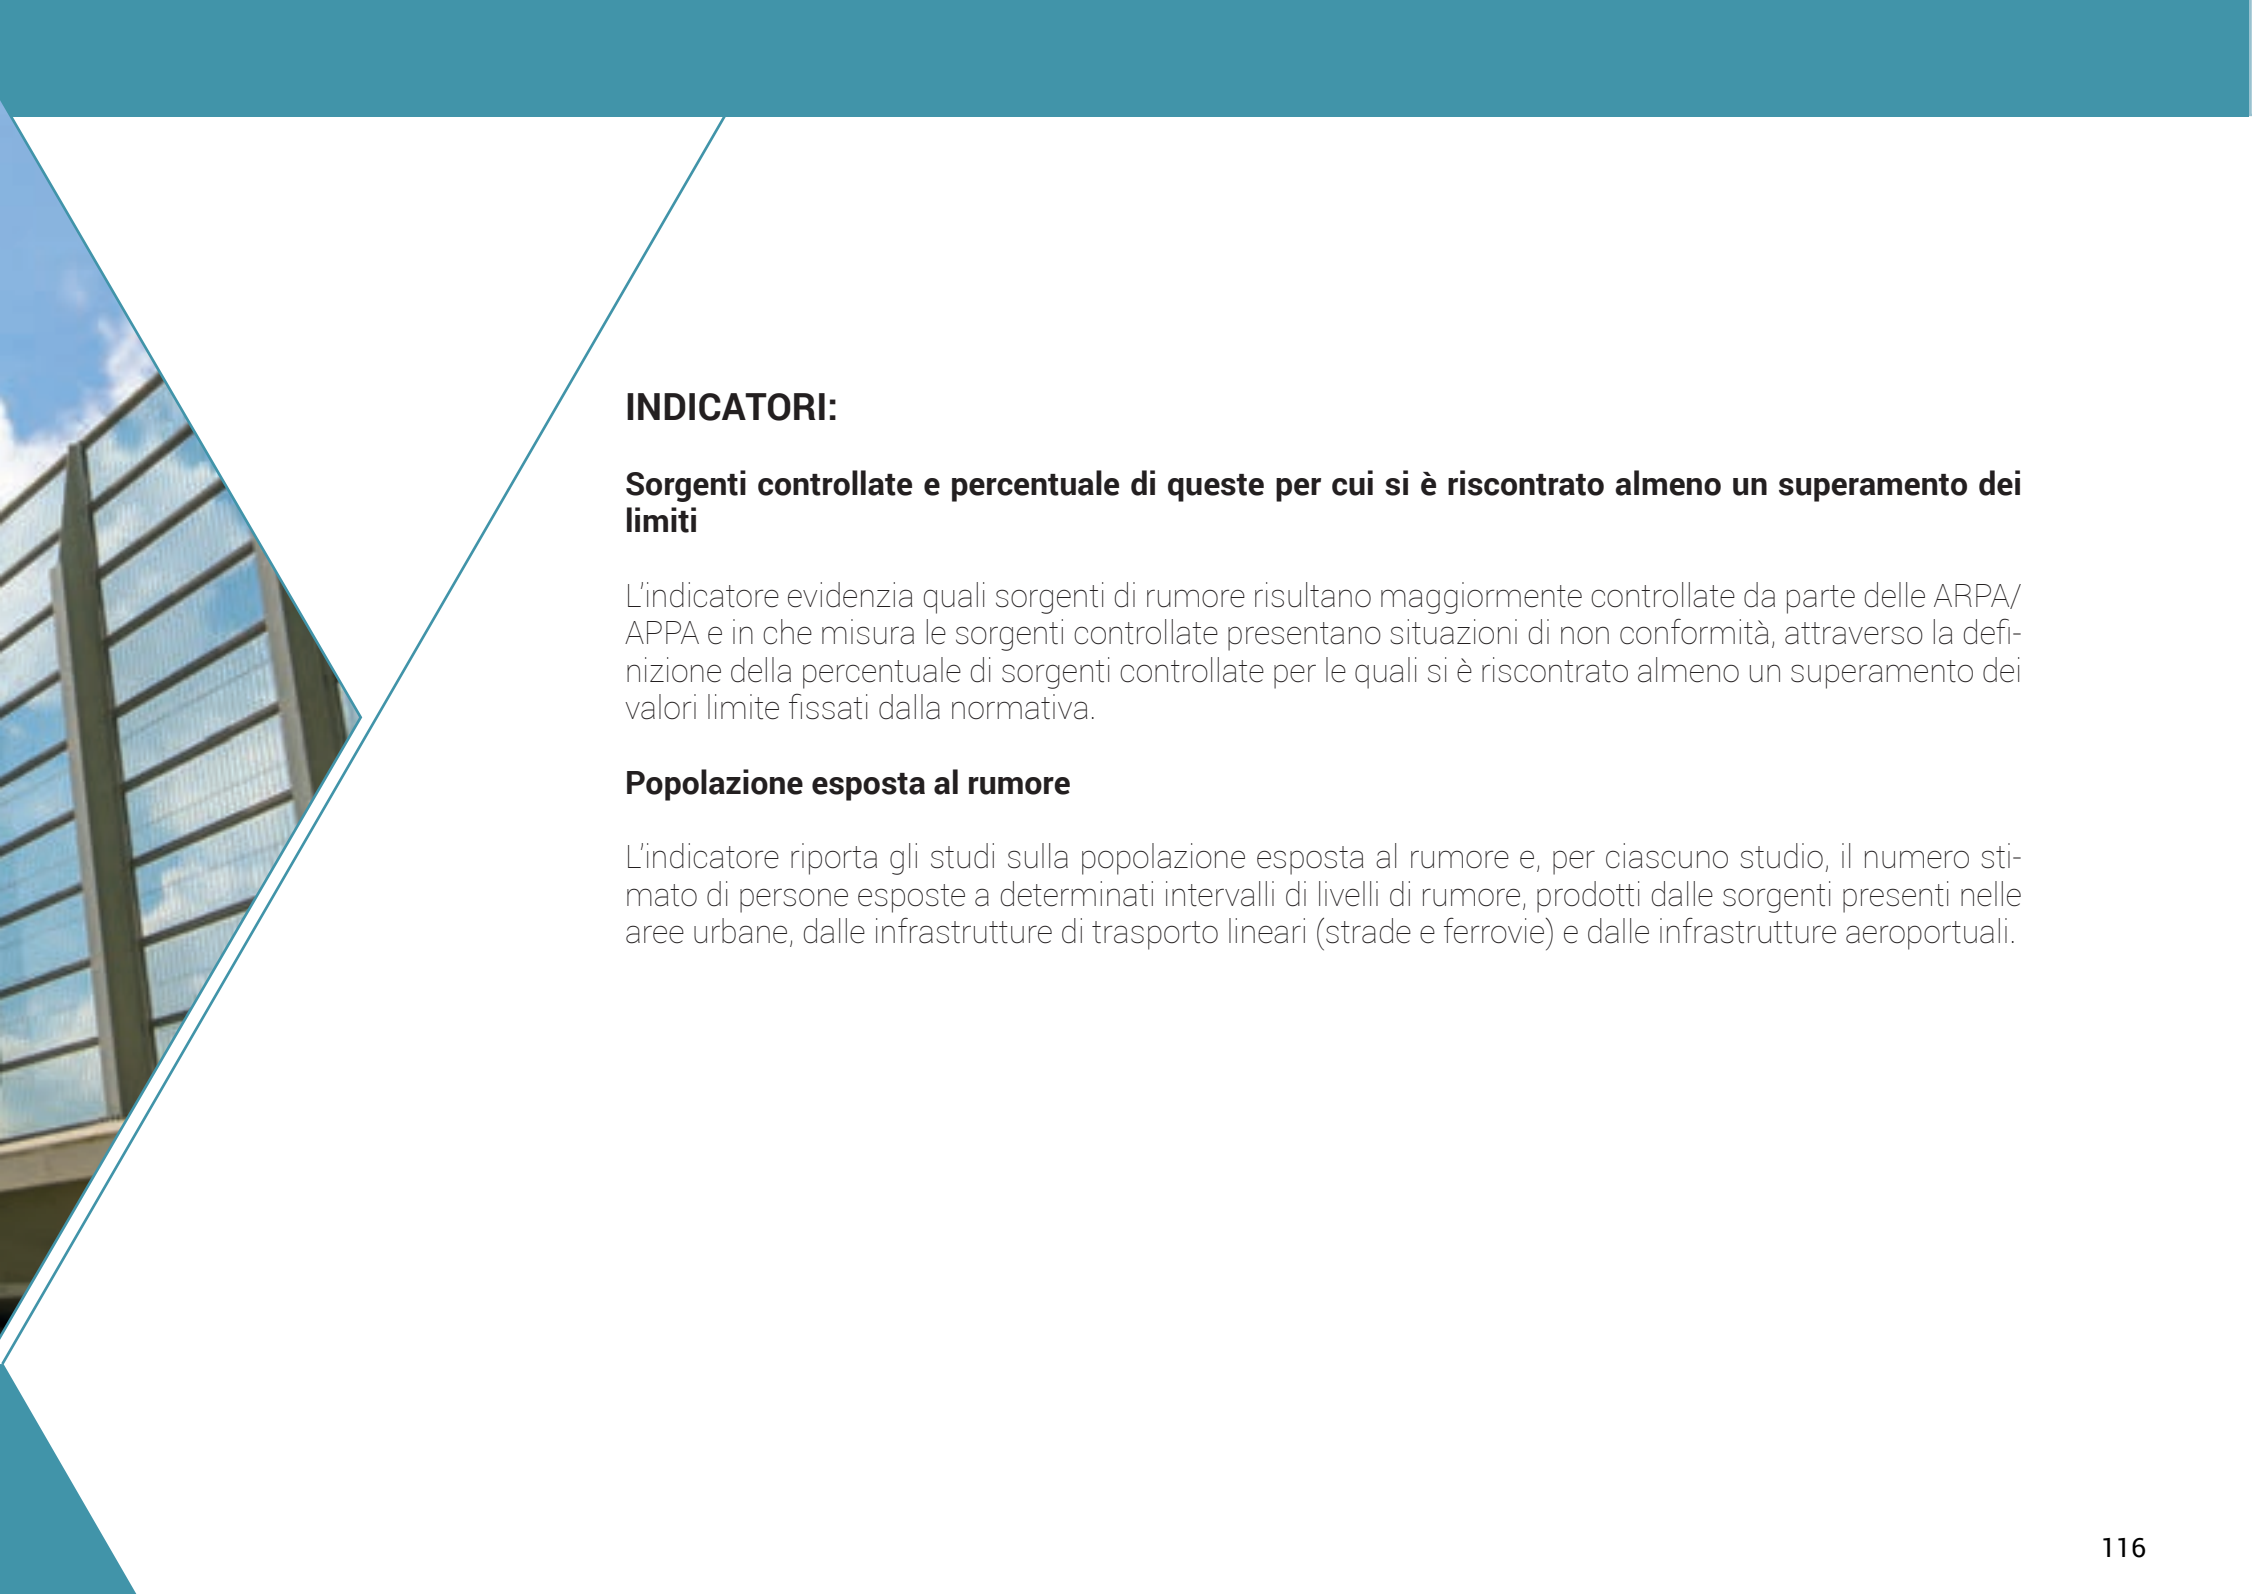 INDICATORI:
Sorgenti controllate e percentuale di queste per cui si è riscontrato almeno un superamento dei
limiti
L’indicatore evidenzia quali sorgenti di rumore risultano maggiormente controllate da parte delle ARPA/
APPA e in che misura le sorgenti controllate presentano situazioni di non conformità, attraverso la defi-
nizione della percentuale di sorgenti controllate per le quali si è riscontrato almeno un superamento dei
valori limite fissati dalla normativa.
Popolazione esposta al rumore
L’indicatore riporta gli studi sulla popolazione esposta al rumore e, per ciascuno studio, il numero sti-
mato di persone esposte a determinati intervalli di livelli di rumore, prodotti dalle sorgenti presenti nelle
aree urbane, dalle infrastrutture di trasporto lineari (strade e ferrovie) e dalle infrastrutture aeroportuali.
116